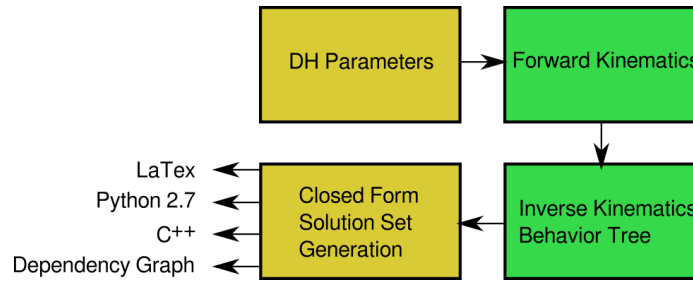 DH Parameters
Forward Kinematics
Inverse Kinematics
Behavior Tree
Closed Form
Solution Set
Generation
LaTex
Python 2.7
C++
Dependency Graph